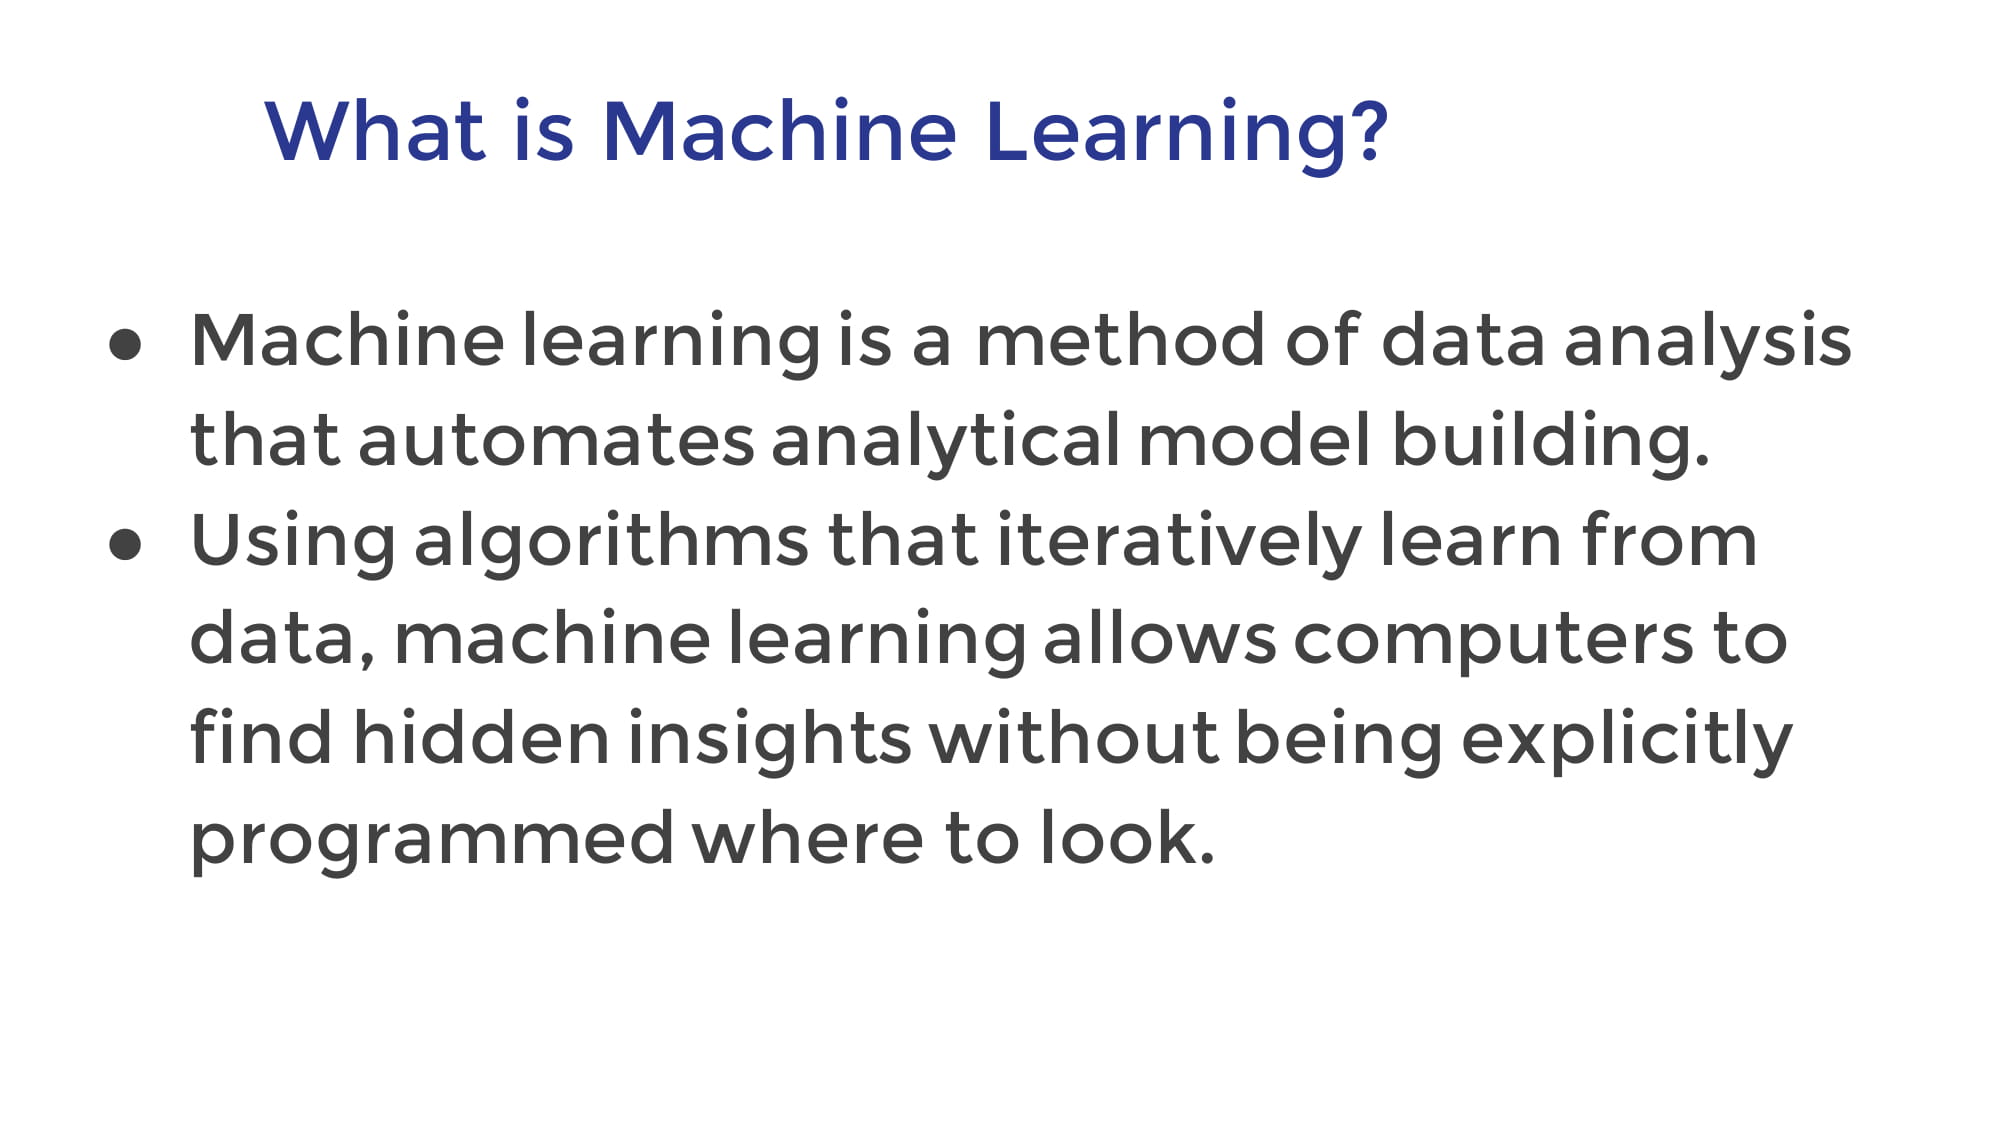 What is Machine Learning?
● Machine learning is a method of data analysis
that automates analytical model building.
● Using algorithms that iteratively learn from
data, machine learning allows computers to
find hidden insights without being explicitly
programmed where to look.